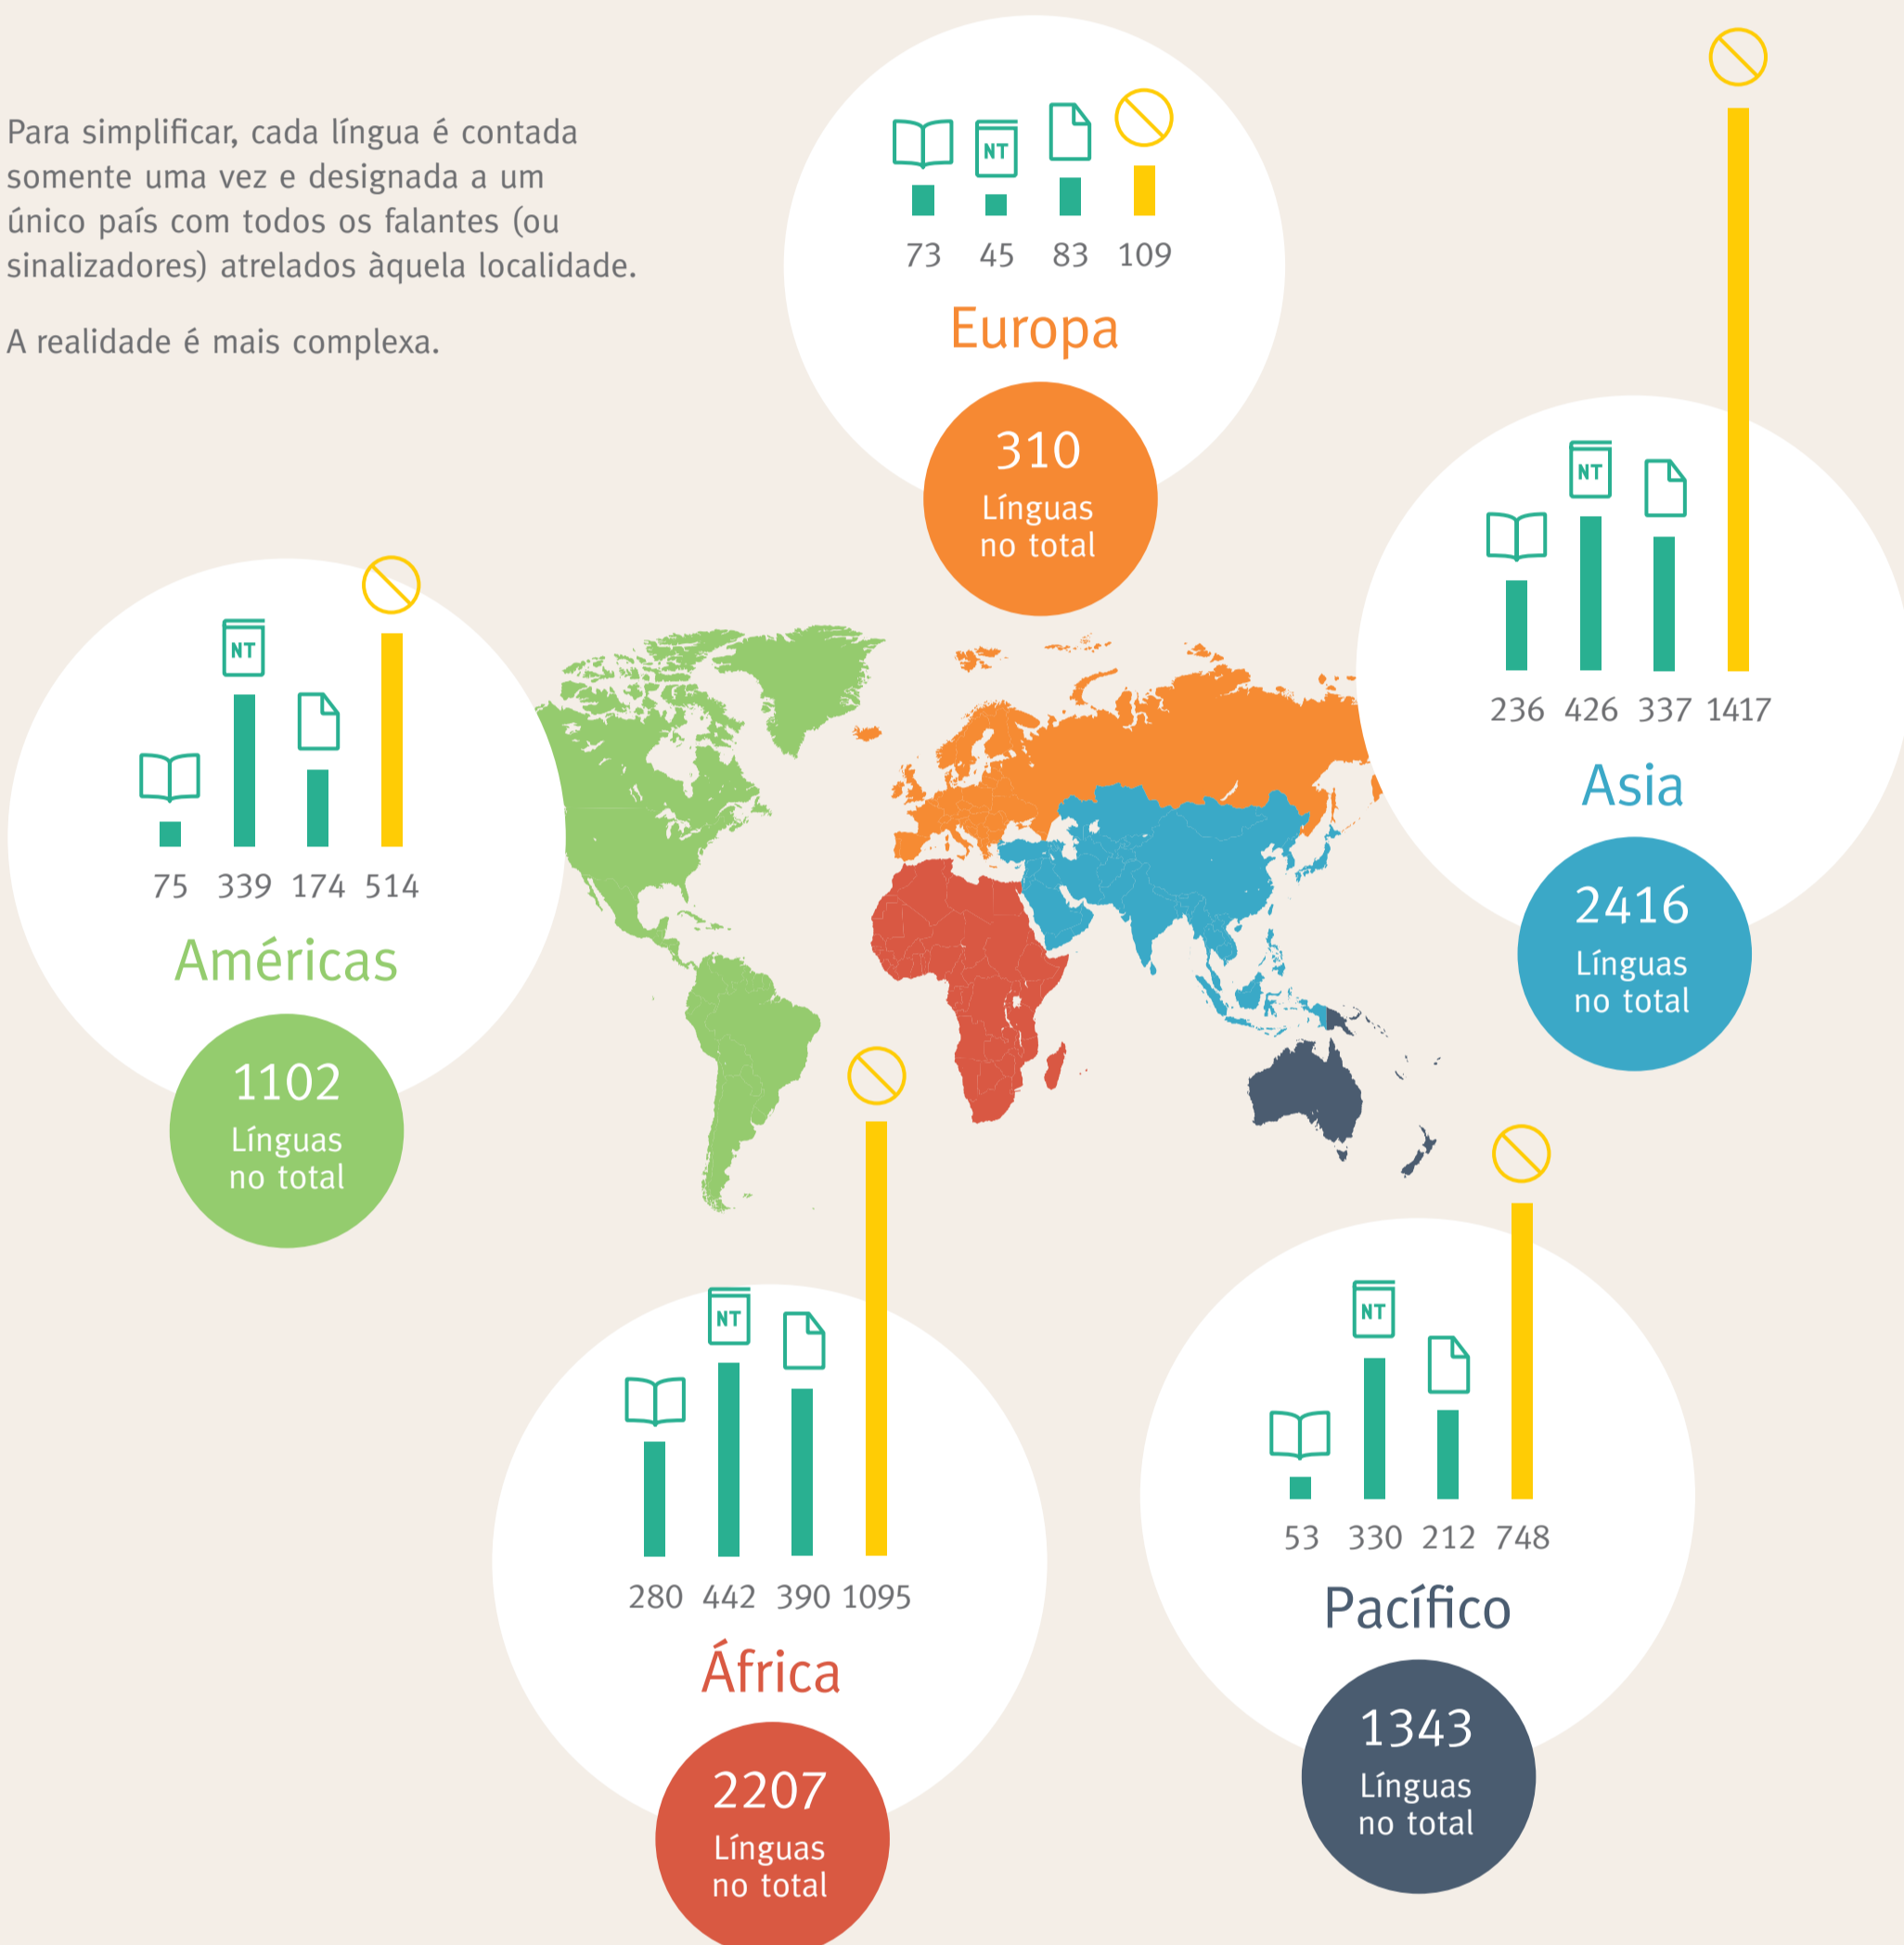 Para simplificar, cada língua é contada
somente uma vez e designada a um
único país com todos os falantes (ou
sinalizadores) atrelados àquela localidade.
A realidade é mais complexa.
NT
73 45 83 109
Europa
310
Línguas
no total
NT
236 426 337 1417
Asia
2416
Línguas
no total
NT
75 339 174 514
Américas
1102
Línguas
no total
NT
280 442 390 1095
África
2207
Línguas
no total
NT
53 330 212 748
Pacífico
1343
Línguas
no total